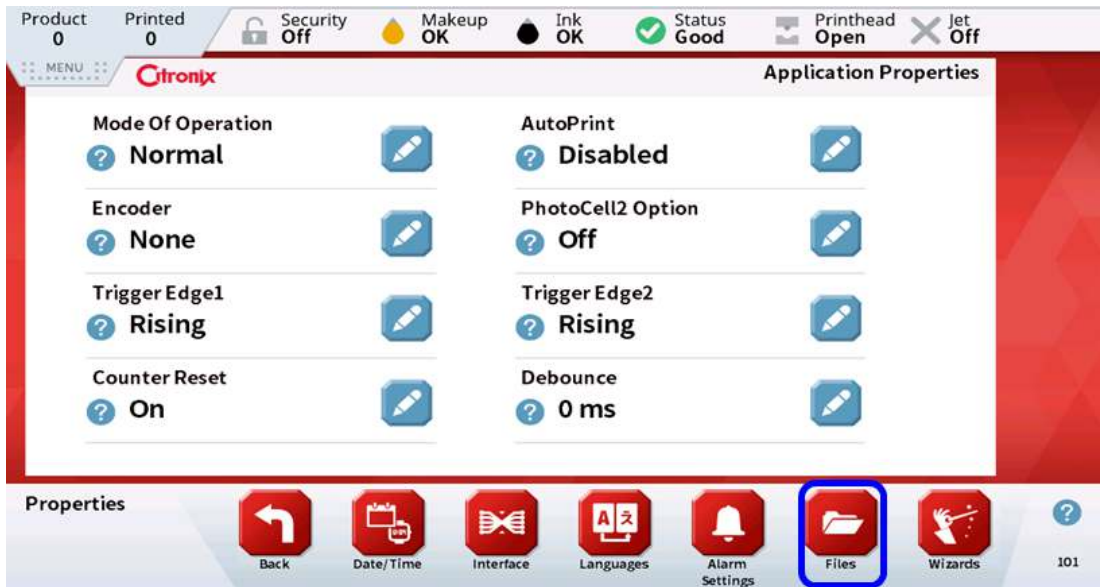 Product Printed Security Makeup Ink Status Printhead Jet
0 0 Off OK OK Good Open Off
MENU
Citronix Application Properties
Mode Of Operation AutoPrint
? Normal ? Disabled
Encoder PhotoCell2 Option
? None ? Off
Trigger Edge1 Trigger Edge2
? Rising ? Rising
Counter Reset Debounce
? On ? 0 ms
Properties ?
Back Date/Time Interface Languages Alarm Settings Files Wizards 101